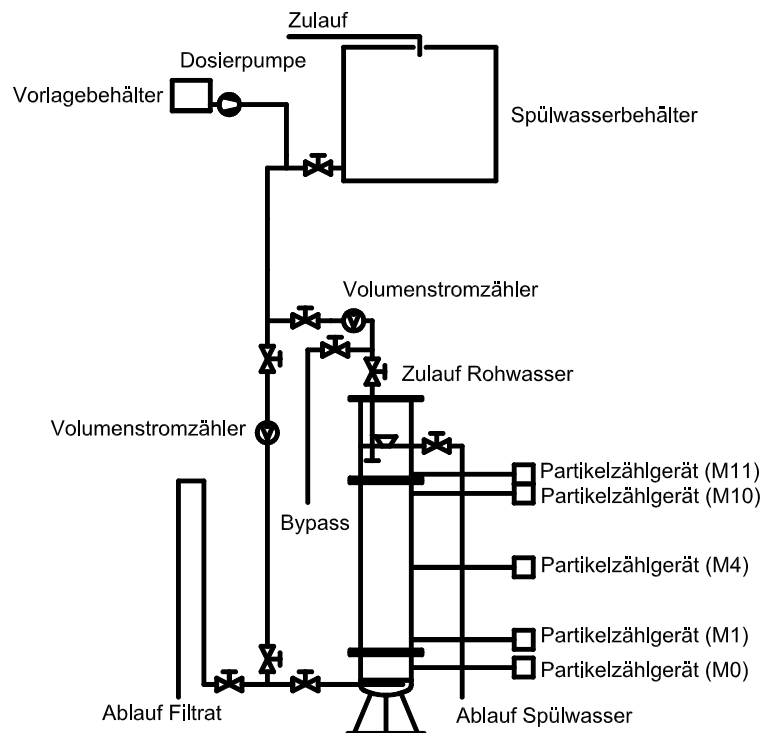 Zulauf
Dosierpumpe
Vorlagebehälter
Spülwasserbehälter
Volumenstromzähler
Zulauf Rohwasser
Volumenstromzähler
Partikelzählgerät (M11)
Partikelzählgerät (M10)
Bypass
Partikelzählgerät (M4)
Partikelzählgerät (M1)
Partikelzählgerät (M0)
Ablauf Filtrat
Ablauf Spülwasser